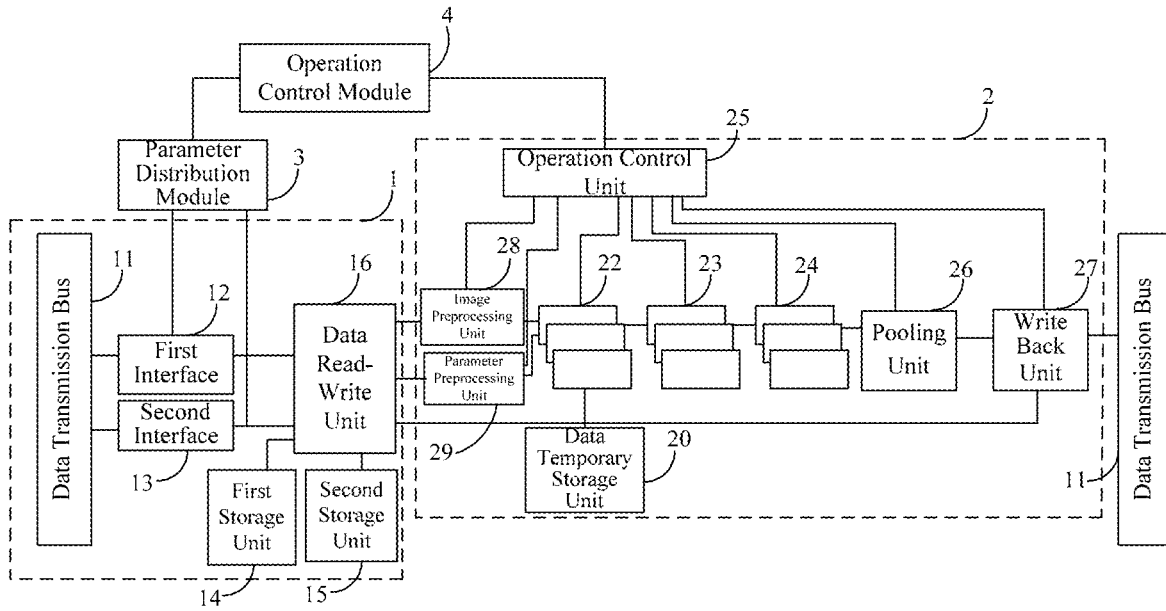 4
Operation
Control Module
Parameter
Distribution
Module
3
1
2
25
Operation Control
Unit
Data Transmission Bus
11
12
First
Interface
Second
Interface
13
16
Data
Read-
Write
Unit
First
Storage
Unit
14
Second
Storage
Unit
15
28
Image
Preprocessing
Unit
Parameter
Preprocessing
Unit
29
22
23
24
26
Pooling
Unit
27
Write
Back
Unit
Data
Temporary
Storage
Unit
20
11
Data Transmission Bus